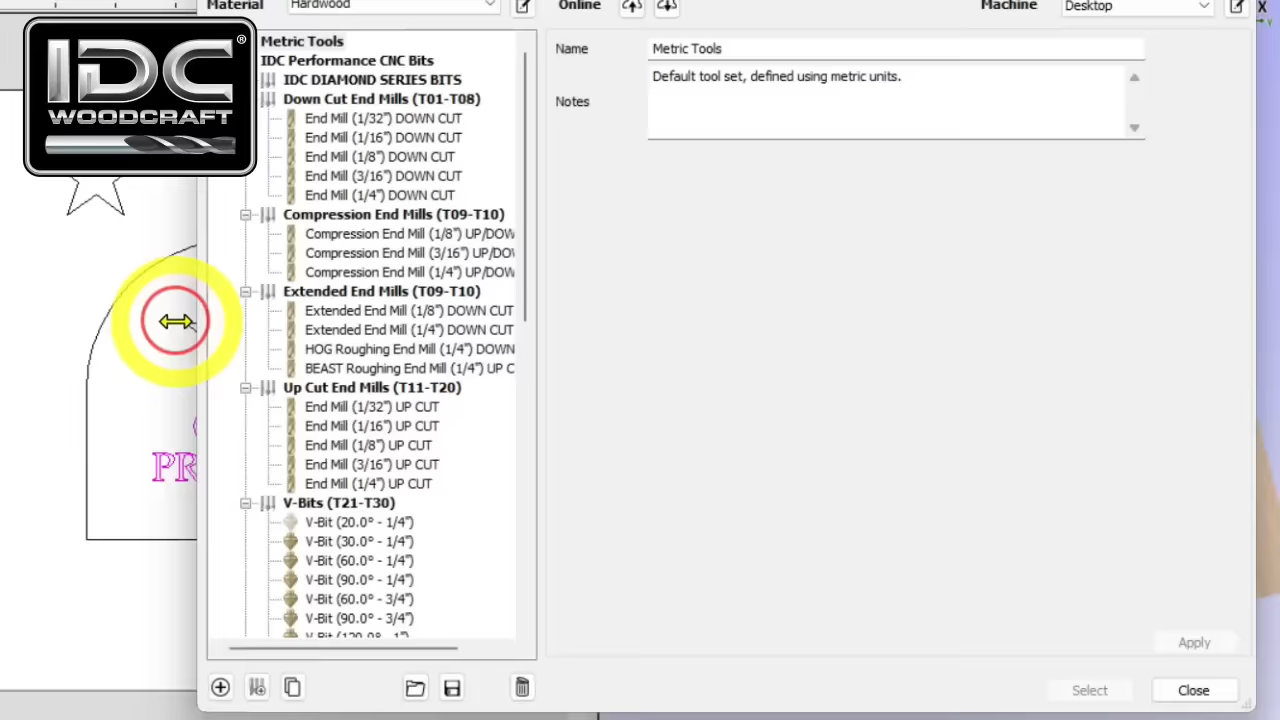 Material
Hardwood
Online
Machine
Desktop
X
Y
IDC®
WOODCRAFT
Metric Tools
IDC Performance CNC Bits
IDC DIAMOND SERIES BITS
Down Cut End Mills (T01-T08)
End Mill (1/32") DOWN CUT
End Mill (1/16") DOWN CUT
End Mill (1/8") DOWN CUT
End Mill (3/16") DOWN CUT
End Mill (1/4") DOWN CUT
Compression End Mills (T09-T10)
Compression End Mill (1/8") UP/DOW
Compression End Mill (3/16") UP/DOV
Compression End Mill (1/4") UP/DOW
Extended End Mills (T09-T10)
Extended End Mill (1/8") DOWN CUT
Extended End Mill (1/4") DOWN CUT
HOG Roughing End Mill (1/4") DOWN
BEAST Roughing End Mill (1/4") UP C
Up Cut End Mills (T11-T20)
End Mill (1/32") UP CUT
End Mill (1/16") UP CUT
End Mill (1/8") UP CUT
End Mill (3/16") UP CUT
End Mill (1/4") UP CUT
V-Bits (T21-T30)
V-Bit (20.0° - 1/4")
V-Bit (30.0° - 1/4")
V-Bit (60.0° - 1/4")
V-Bit (90.0° - 1/4")
V-Bit (60.0° - 3/4")
V-Bit (90.0° - 3/4")
V-Bit (120.0° - 1")
Name
Metric Tools
Notes
Default tool set, defined using metric units.
PR
Apply
Select
Close